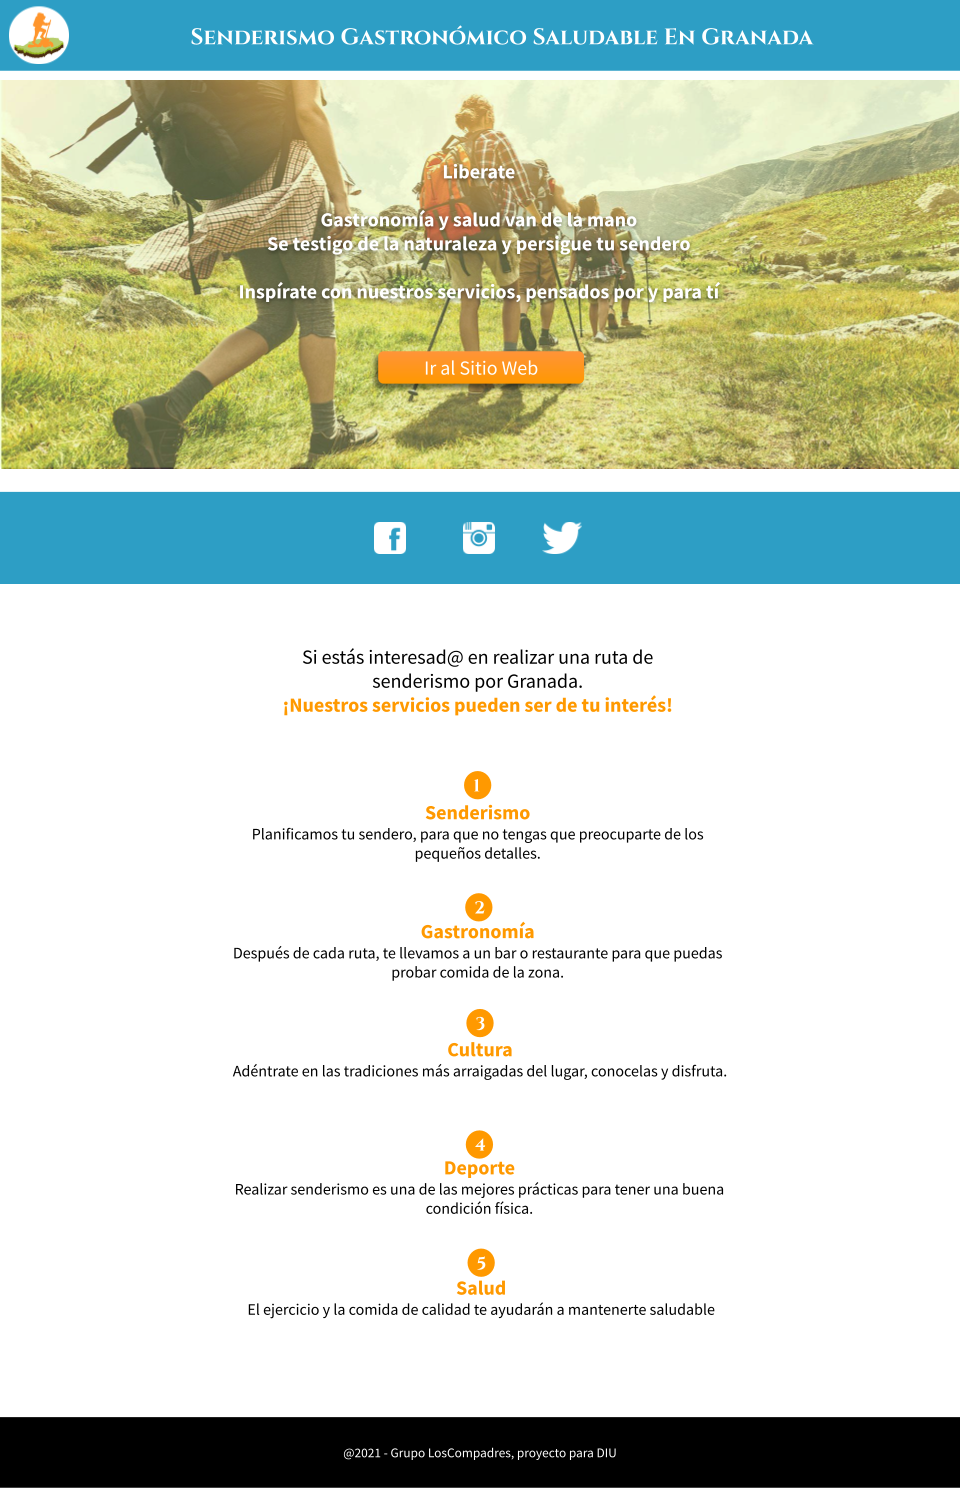 Senderismo Gastronómico Saludable En Granada
Liberate
Gastronomía y salud van de la mano
Se testigo de la naturaleza y persigue tu sendero
Inspírate con nuestros servicios, pensados por y para tí
Ir al Sitio Web
Si estás interesad@ en realizar una ruta de
senderismo por Granada.
¡Nuestros servicios pueden ser de tu interés!
1
Senderismo
Planificamos tu sendero, para que no tengas que preocuparte de los
pequeños detalles.
2
Gastronomía
Después de cada ruta, te llevamos a un bar o restaurante para que puedas
probar comida de la zona.
3
Cultura
Adéntrate en las tradiciones más arraigadas del lugar, conocelas y disfruta.
4
Deporte
Realizar senderismo es una de las mejores prácticas para tener una buena
condición física.
5
Salud
El ejercicio y la comida de calidad te ayudarán a mantenerte saludable
@2021 - Grupo LosCompadres, proyecto para DIU